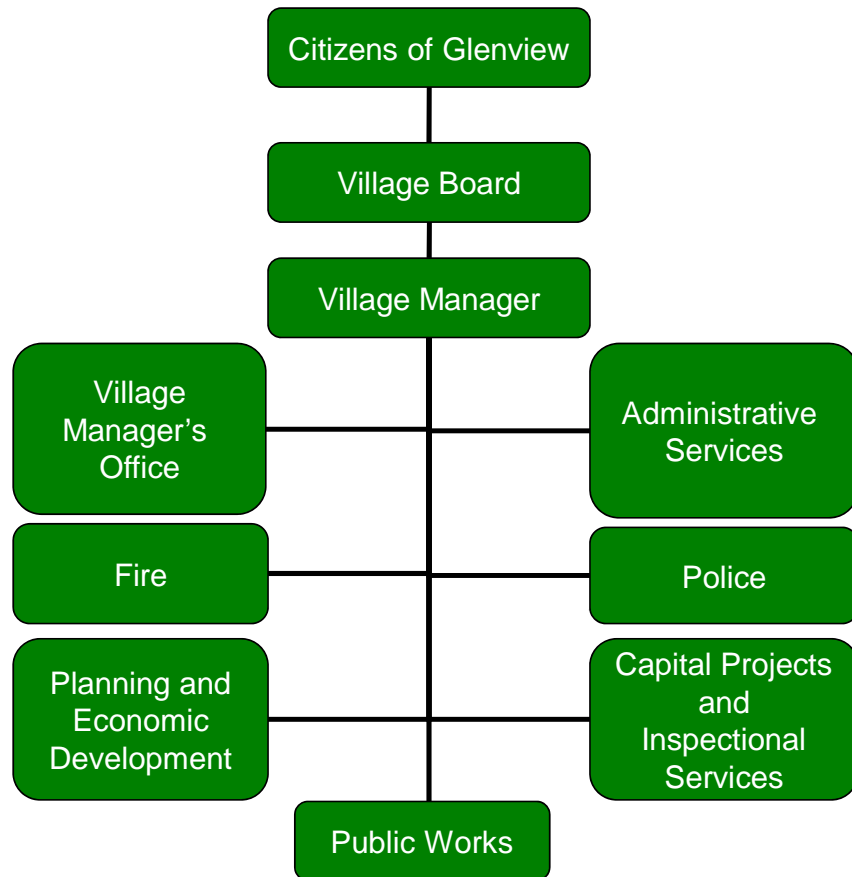 Citizens of Glenview
Village Board
Village Manager
Village
Manager’s
Office
Administrative
Services
Fire
Police
Planning and
Economic
Development
Capital Projects
and
Inspectional
Services
Public Works